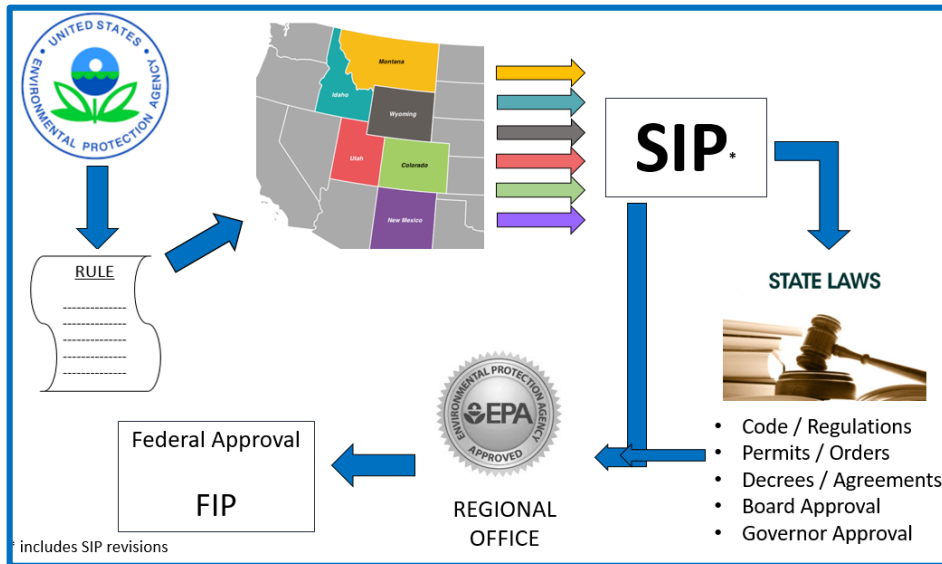 UNITED STATES
ENVIRONMENTAL PROTECTION AGENCY
Montana
Idaho
Wyoming
Utah
Colorado
New Mexico
SIP*
RULE
STATE LAWS
ENVIRONMENTAL PROTECTION AGENCY
EPA
APPROVED
REGIONAL
OFFICE
Federal Approval
FIP
• Code / Regulations
• Permits / Orders
• Decrees / Agreements
• Board Approval
• Governor Approval
* includes SIP revisions